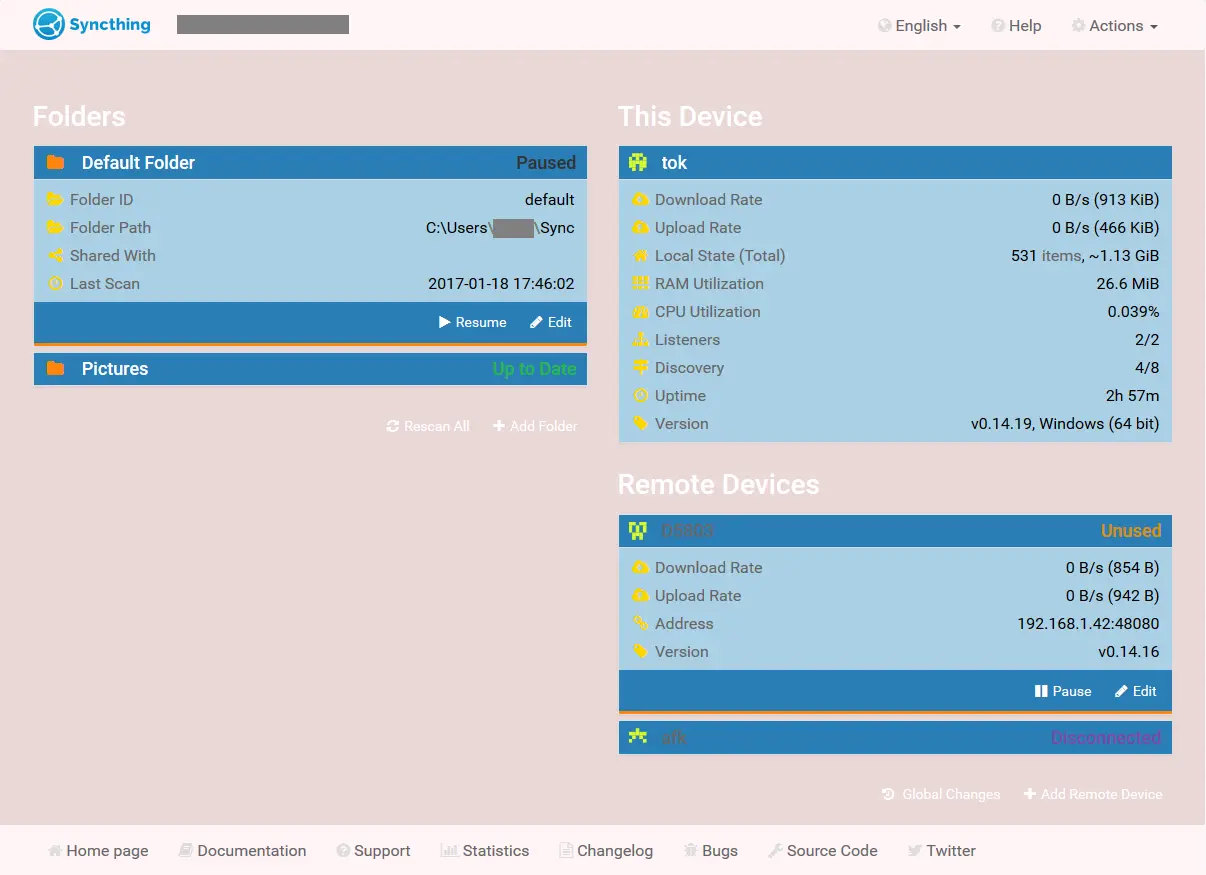 Syncthing
English
Help
Actions
Folders
Default Folder Paused
Folder ID default
Folder Path C:\Users\ \Sync
Shared With
Last Scan 2017-01-18 17:46:02
Resume Edit
Pictures Up to Date
Rescan All Add Folder
This Device
tok
Download Rate 0 B/s (913 KiB)
Upload Rate 0 B/s (466 KiB)
Local State (Total) 531 items, ~1.13 GiB
RAM Utilization 26.6 MiB
CPU Utilization 0.039%
Listeners 2/2
Discovery 4/8
Uptime 2h 57m
Version v0.14.19, Windows (64 bit)
Remote Devices
Unused
Download Rate 0 B/s (854 B)
Upload Rate 0 B/s (942 B)
Address 192.168.1.42:48080
Version v0.14.16
Pause Edit
Disconnected
Global Changes Add Remote Device
Home page Documentation Support Statistics Changelog Bugs Source Code Twitter